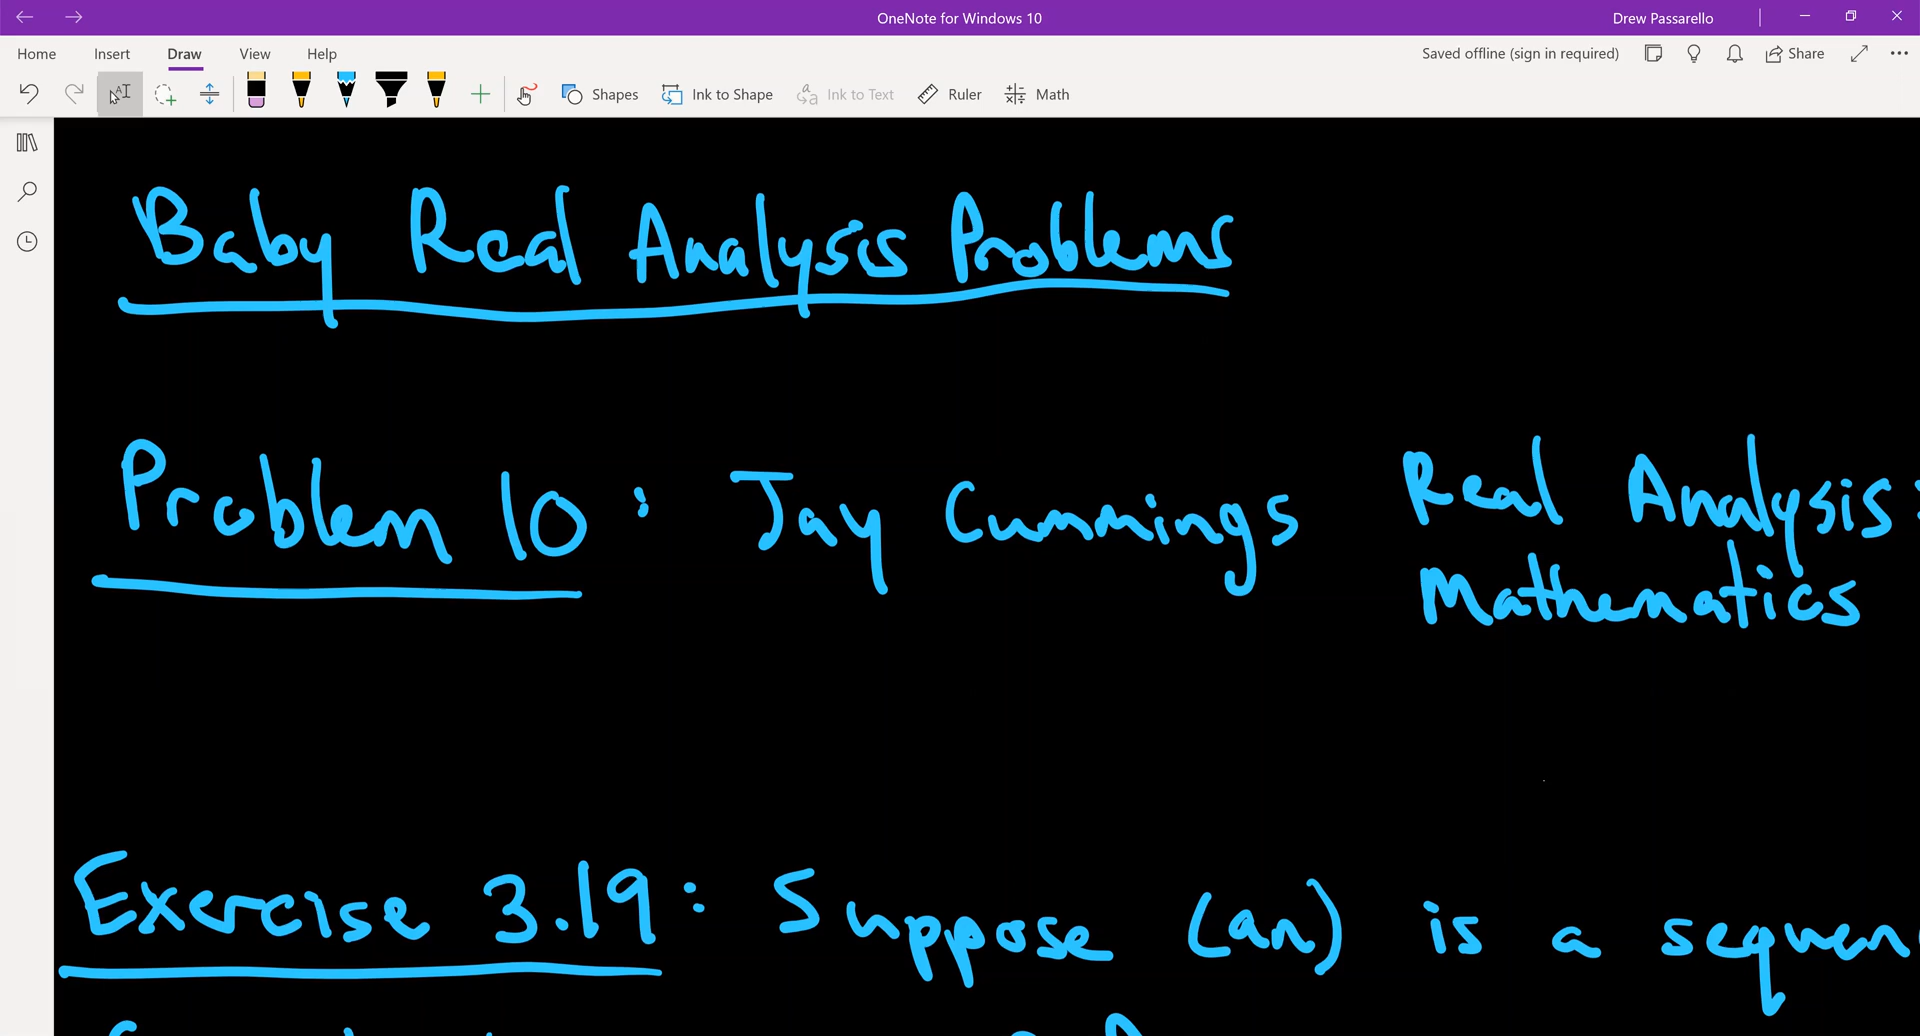 OneNote for Windows 10
Drew Passarello
Home Insert Draw View Help
Saved offline (sign in required) Share
Shapes Ink to Shape Ink to Text Ruler Math
Baby Real Analysis Problems
Problem 10: Jay Cummings Real Analysis:
Mathematics
Exercise 3.19: Suppose (an) is a sequen